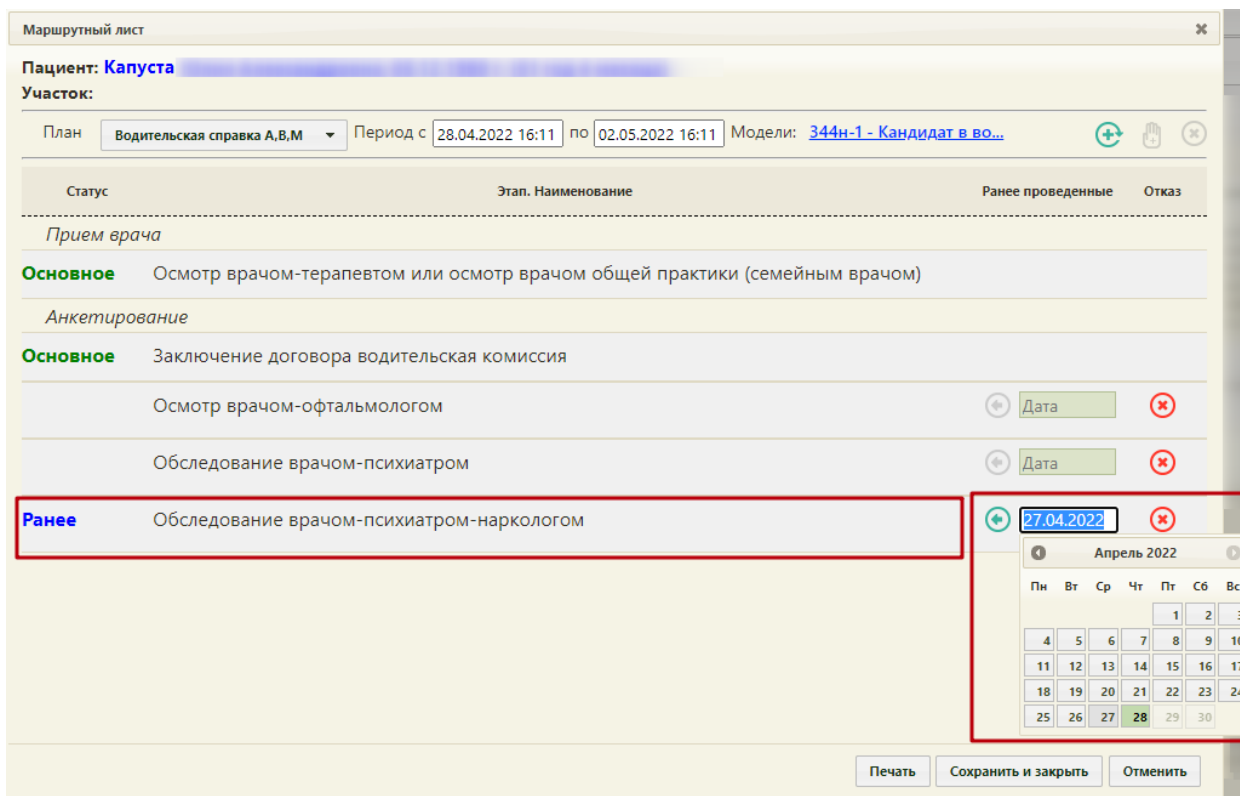 Маршрутный лист
Пациент: Капуста
Участок:
План Водительская справка А,В,М Период с 28.04.2022 16:11 по 02.05.2022 16:11 Модели: 344н-1 - Кандидат в во...
Статус Этап. Наименование Ранее проведенные Отказ
Прием врача
Основное Осмотр врачом-терапевтом или осмотр врачом общей практики (семейным врачом)
Анкетирование
Основное Заключение договора водительская комиссия
Осмотр врачом-офтальмологом Дата
Обследование врачом-психиатром Дата
Ранее Обследование врачом-психиатром-наркологом 27.04.2022
Апрель 2022
Пн Вт Ср Чт Пт Сб Вс
1 2 3
4 5 6 7 8 9 10
11 12 13 14 15 16 17
18 19 20 21 22 23 24
25 26 27 28 29 30
Печать Сохранить и закрыть Отменить